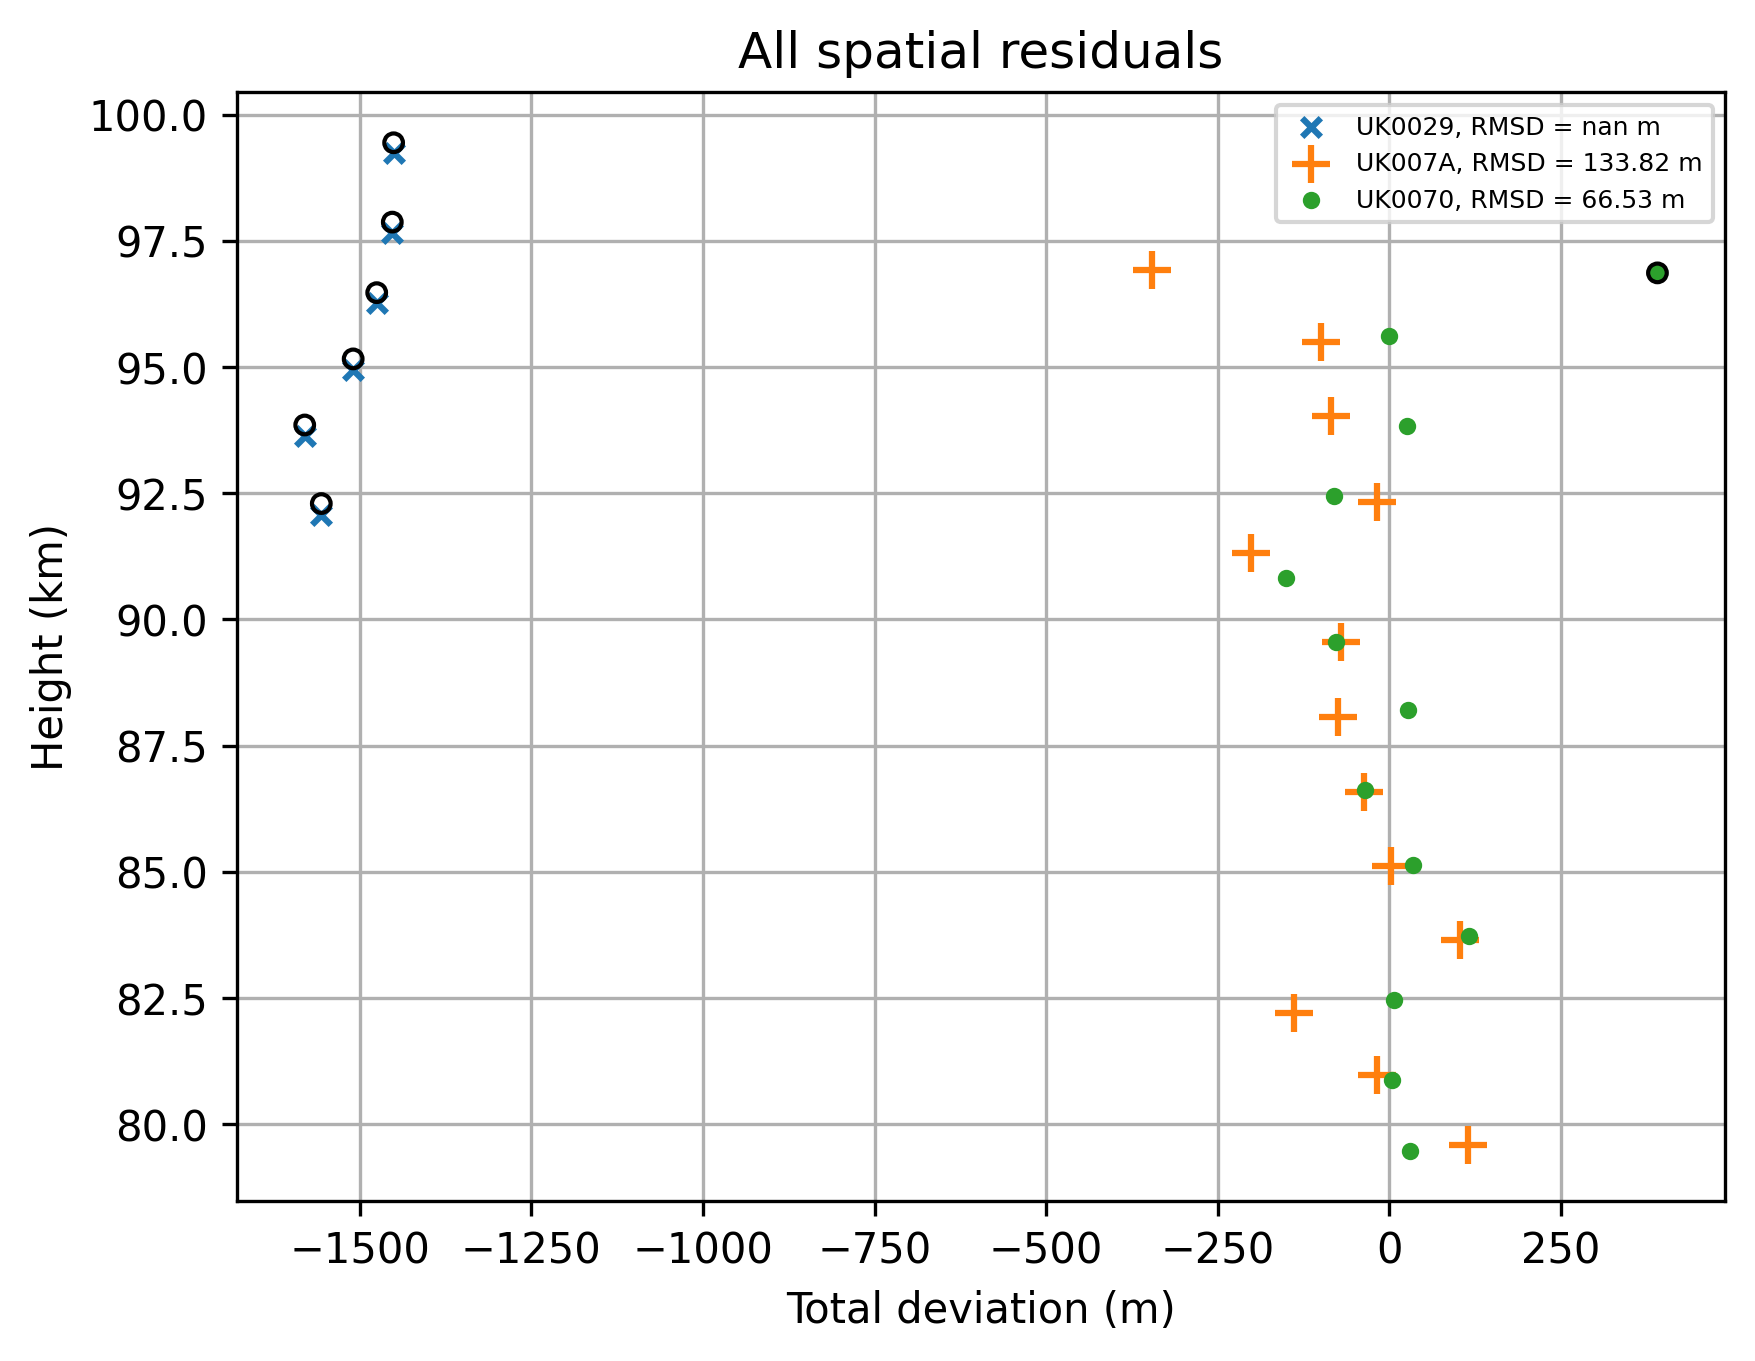 All spatial residuals
100.0
97.5
95.0
92.5
90.0
87.5
85.0
82.5
80.0
Height (km)
UK0029, RMSD = nan m
UK007A, RMSD = 133.82 m
UK0070, RMSD = 66.53 m
−1500 −1250 −1000 −750 −500 −250 0 250
Total deviation (m)